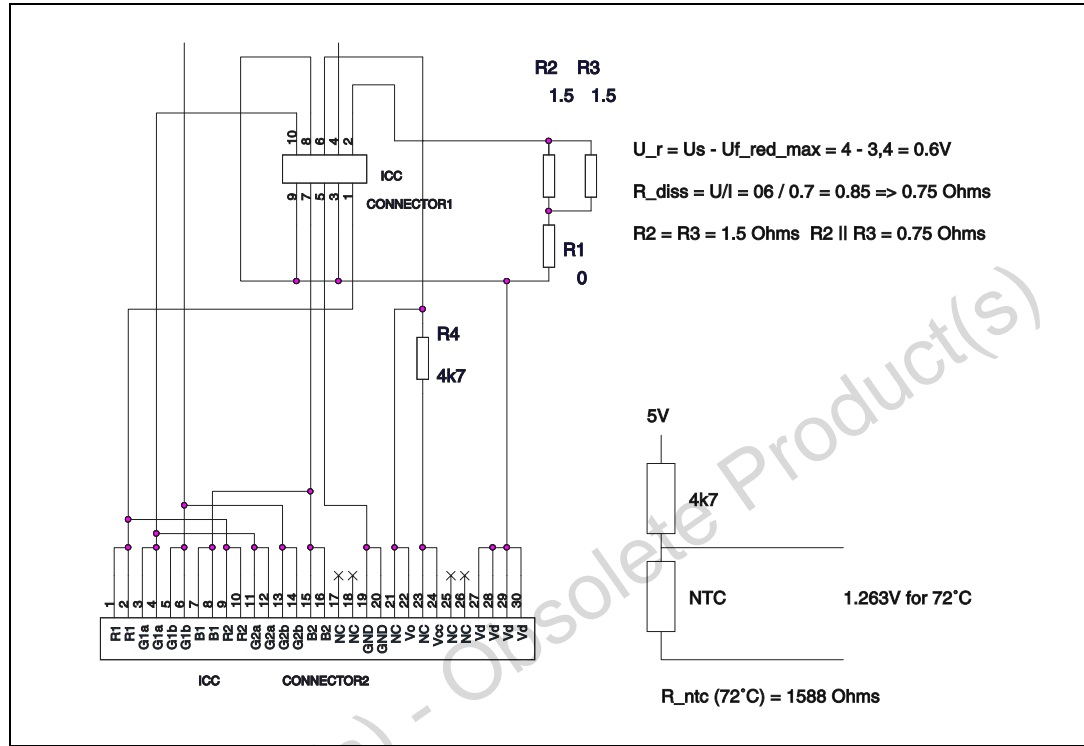 R2 R3
1.5 1.5
U_r = Us - Uf_red_max = 4 - 3,4 = 0.6V
R_diss = U/I = 06 / 0.7 = 0.85 => 0.75 Ohms
R2 = R3 = 1.5 Ohms R2 || R3 = 0.75 Ohms
10 8 6 4 2
ICC
CONNECTOR1
9 7 5 3 1
R1
0
R4
4k7
5V
4k7
NTC
1.263V for 72°C
R_ntc (72°C) = 1588 Ohms
1 2 3 4 5 6 7 8 9 10 11 12 13 14 15 16 17 18 19 20 21 22 23 24 25 26 27 28 29 30
R1 R1 G1a G1a G1b G1b B1 B1 R2 R2 G2a G2a G2b G2b B2 B2 NC NC GND GND NC Vc NC Vcc NC NC Vd Vd Vd Vd
ICC CONNECTOR2
) - Obsolete Product(s)